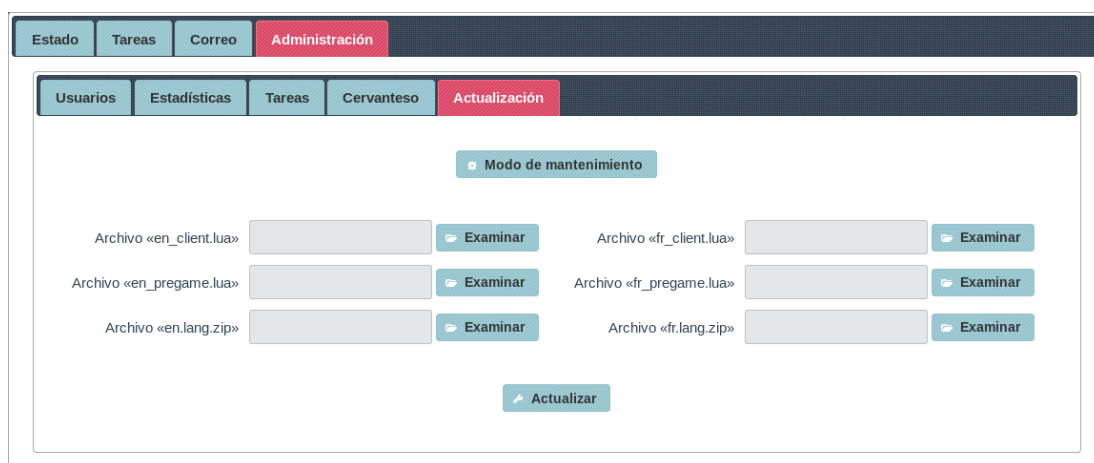 Estado Tareas Correo Administración
Usuarios Estadísticas Tareas Cervanteso Actualización
Modo de mantenimiento
Archivo «en_client.lua» Examinar Archivo «fr_client.lua» Examinar
Archivo «en_pregame.lua» Examinar Archivo «fr_pregame.lua» Examinar
Archivo «en.lang.zip» Examinar Archivo «fr.lang.zip» Examinar
Actualizar